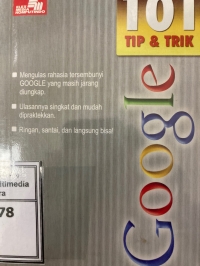 101
TIP & TRIK
Mengulas rahasia tersembunyi
GOOGLE yang masih jarang
diungkap.
Ulasannya singkat dan mudah
dipraktekkan.
Ringan, santai, dan langsung bisa!
Google
78